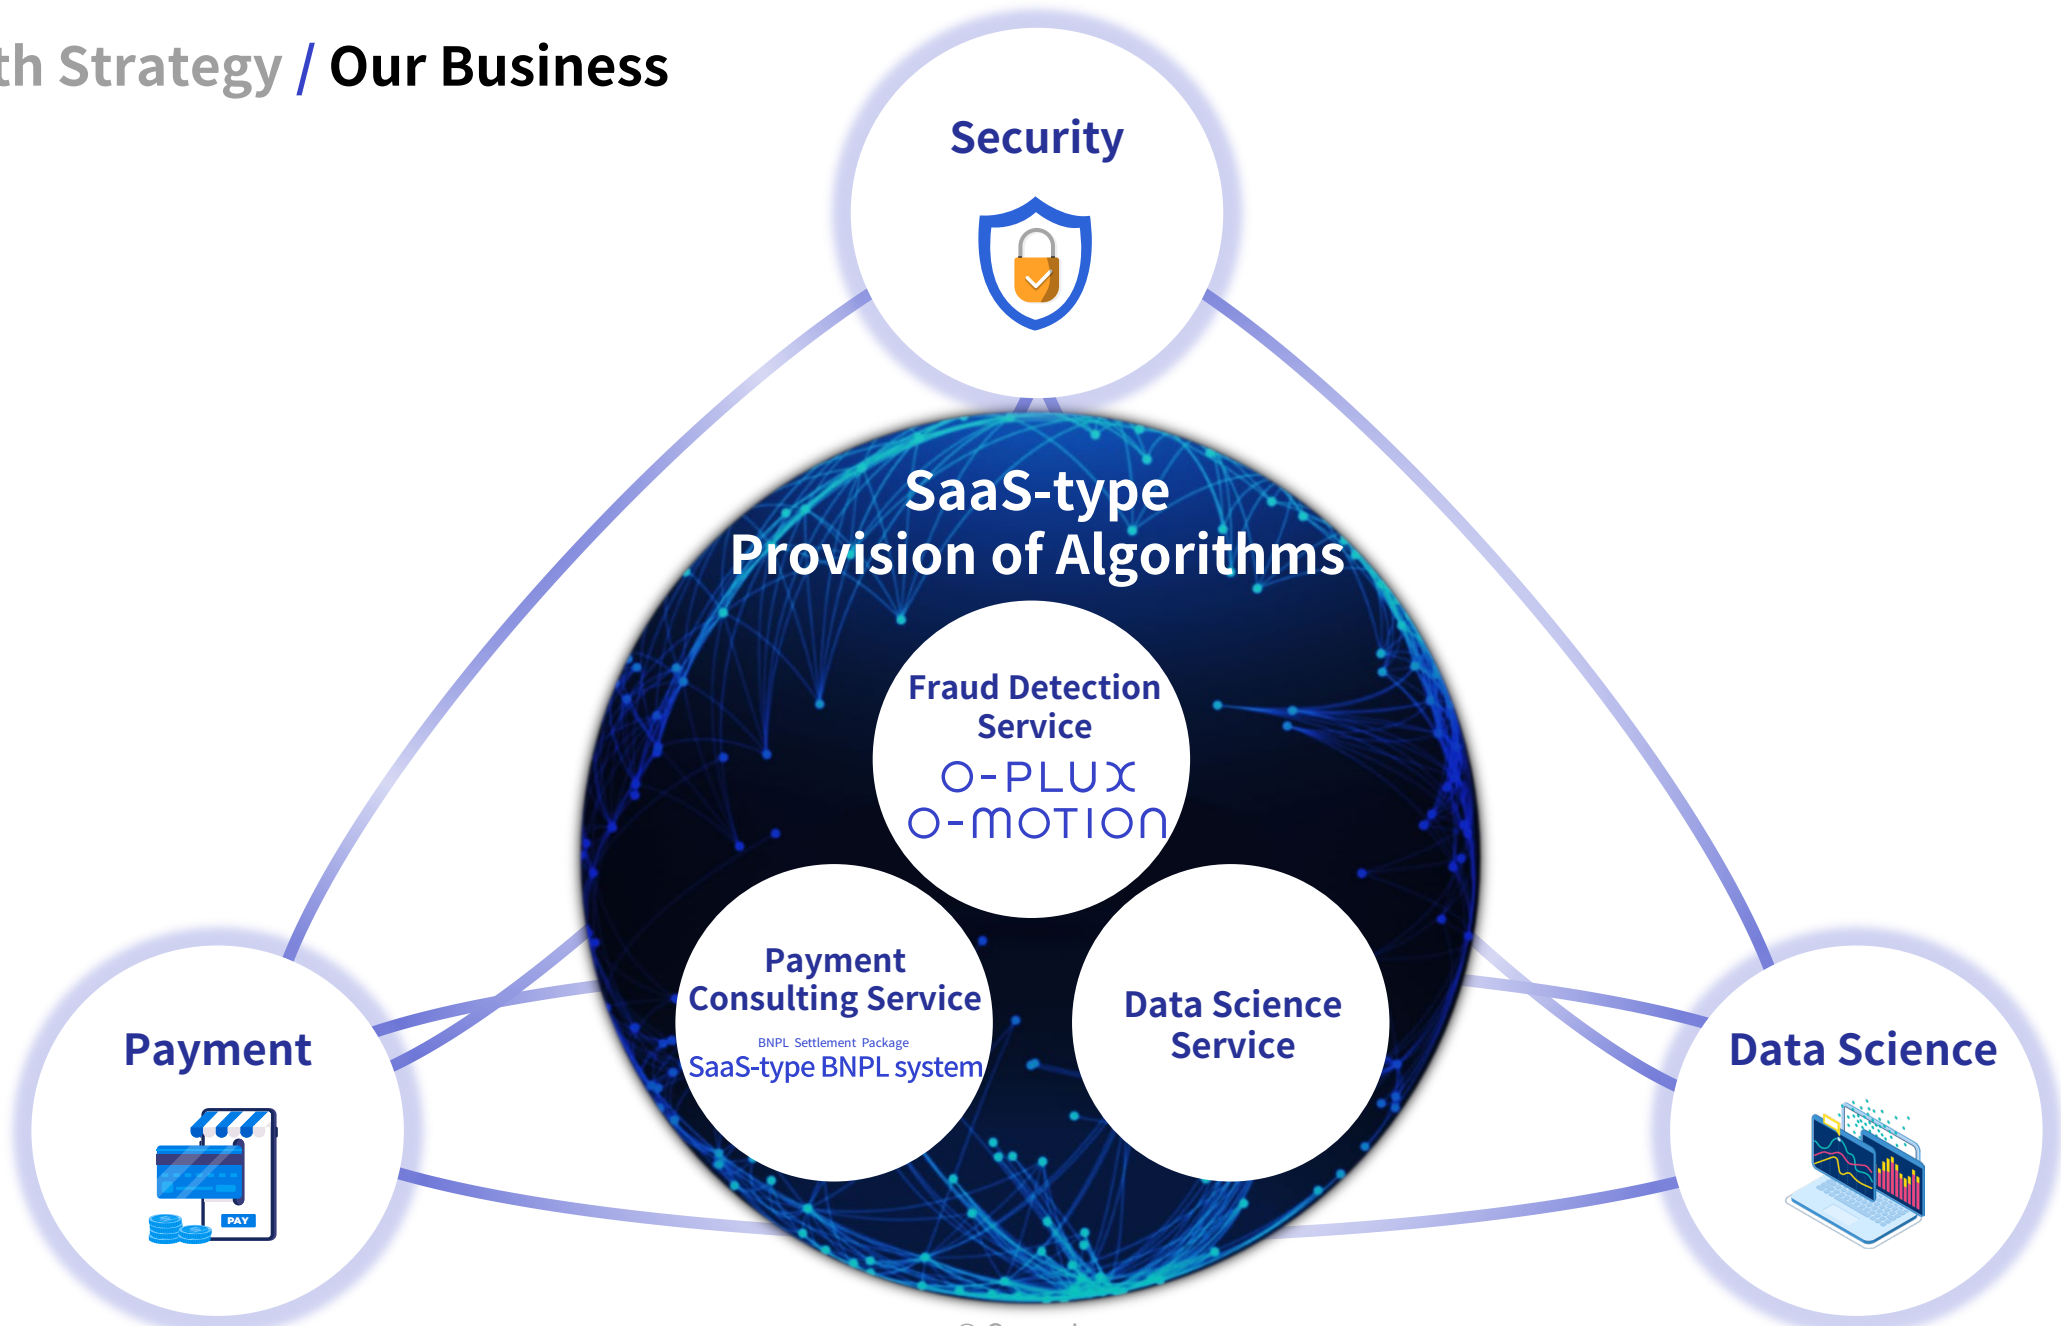 Strategy / Our Business
Security
SaaS-type
Provision of Algorithms
Fraud Detection
Service
O-PLUX
O-MOTION
Payment
Consulting Service
BNPL Settlement Package
SaaS-type BNPL system
Data Science
Service
Payment
PAY
Data Science